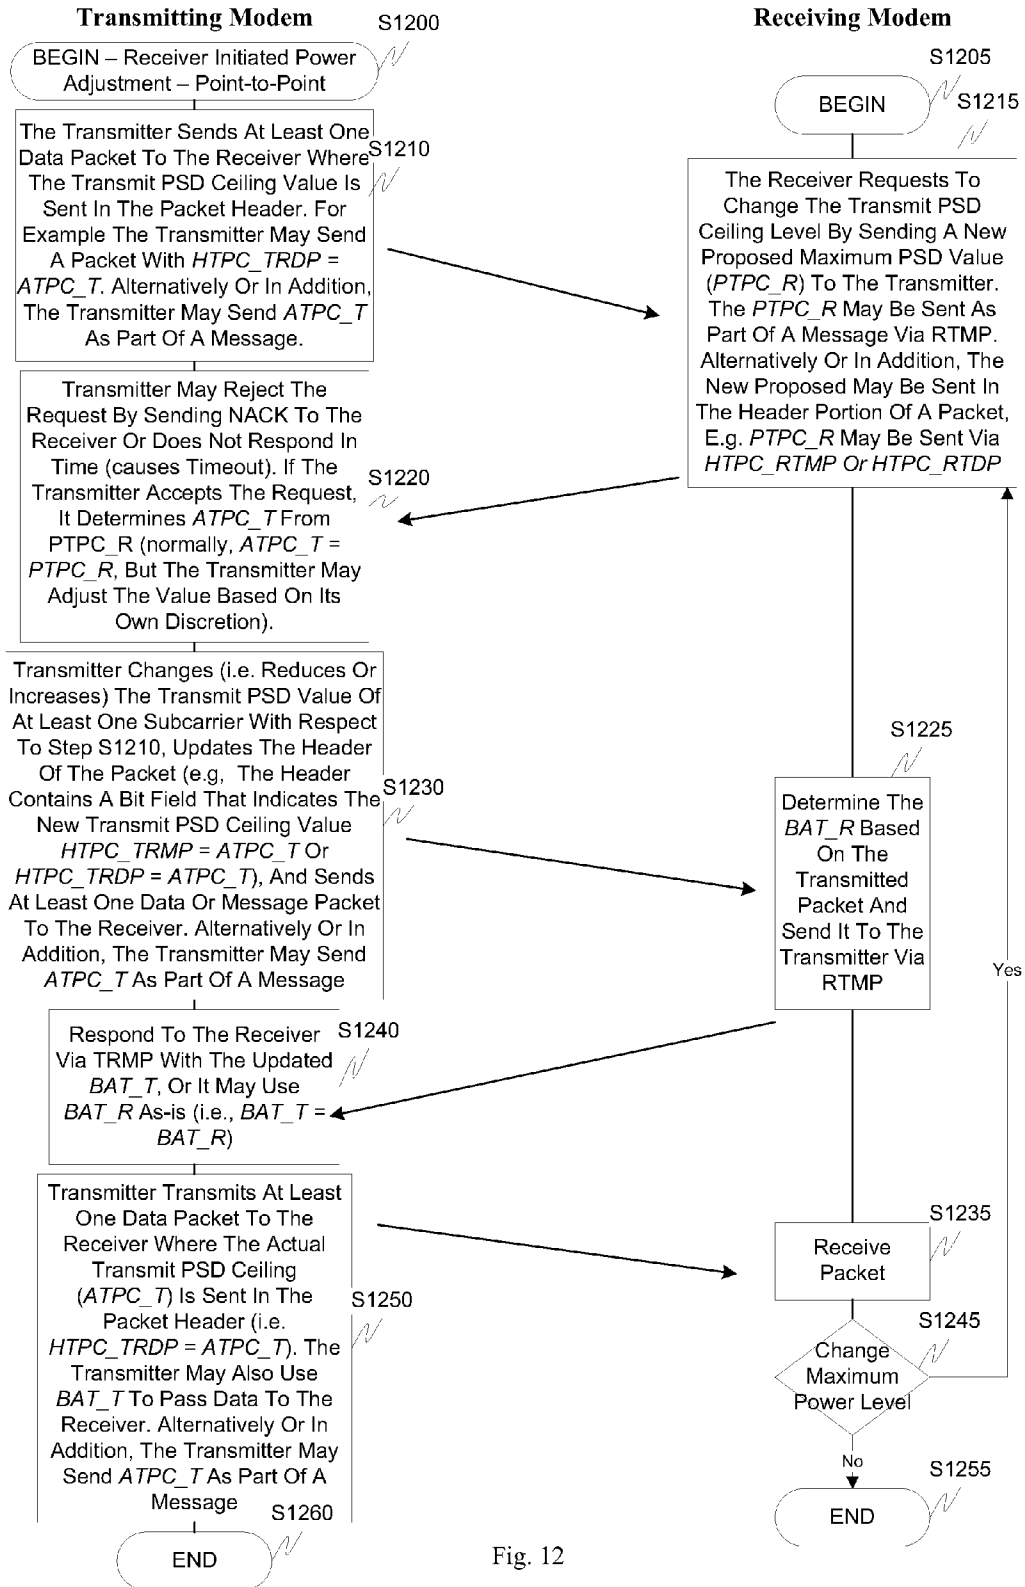 Transmitting Modem
S1200
BEGIN – Receiver Initiated Power
Adjustment – Point-to-Point
The Transmitter Sends At Least One
Data Packet To The Receiver Where
The Transmit PSD Ceiling Value Is
Sent In The Packet Header. For
Example The Transmitter May Send
A Packet With HTPC_TRDP =
ATPC_T. Alternatively Or In Addition,
The Transmitter May Send ATPC_T
As Part Of A Message.
S1210
Transmitter May Reject The
Request By Sending NACK To The
Receiver Or Does Not Respond In
Time (causes Timeout). If The
Transmitter Accepts The Request,
It Determines ATPC_T From
PTPC_R (normally, ATPC_T =
PTPC_R, But The Transmitter May
Adjust The Value Based On Its
Own Discretion).
S1220
Transmitter Changes (i.e. Reduces Or
Increases) The Transmit PSD Value Of
At Least One Subcarrier With Respect
To Step S1210, Updates The Header
Of The Packet (e.g, The Header
Contains A Bit Field That Indicates The
New Transmit PSD Ceiling Value
HTPC_TRMP = ATPC_T Or
HTPC_TRDP = ATPC_T), And Sends
At Least One Data Or Message Packet
To The Receiver. Alternatively Or In
Addition, The Transmitter May Send
ATPC_T As Part Of A Message
S1230
Respond To The Receiver
Via TRMP With The Updated
BAT_T, Or It May Use
BAT_R As-is (i.e., BAT_T =
BAT_R)
S1240
Transmitter Transmits At Least
One Data Packet To The
Receiver Where The Actual
Transmit PSD Ceiling
(ATPC_T) Is Sent In The
Packet Header (i.e.
HTPC_TRDP = ATPC_T). The
Transmitter May Also Use
BAT_T To Pass Data To The
Receiver. Alternatively Or In
Addition, The Transmitter May
Send ATPC_T As Part Of A
Message
S1250
S1260
END
Receiving Modem
S1205
BEGIN
S1215
The Receiver Requests To
Change The Transmit PSD
Ceiling Level By Sending A New
Proposed Maximum PSD Value
(PTPC_R) To The Transmitter.
The PTPC_R May Be Sent As
Part Of A Message Via RTMP.
Alternatively Or In Addition, The
New Proposed May Be Sent In
The Header Portion Of A Packet,
E.g. PTPC_R May Be Sent Via
HTPC_RTMP Or HTPC_RTDP
S1225
Determine The
BAT_R Based
On The
Transmitted
Packet And
Send It To The
Transmitter Via
RTMP
Yes
S1235
Receive
Packet
S1245
Change
Maximum
Power Level
No
S1255
END
Fig. 12